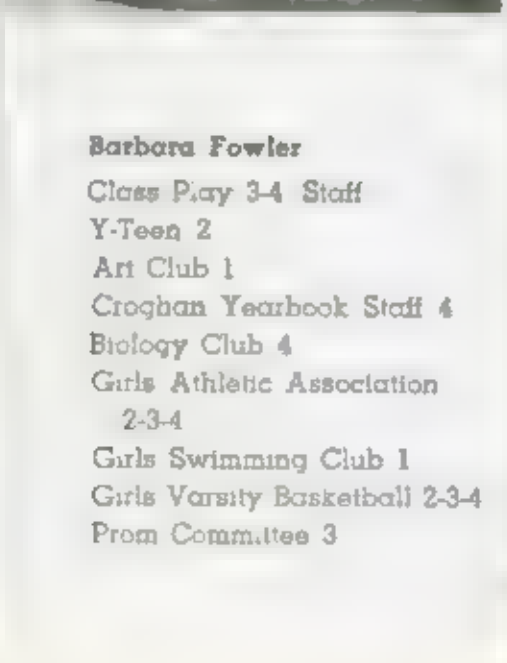 Barbara Fowler
Class Play 3-4 Staff
Y-Teen 2
Art Club 1
Croghan Yearbook Staff 4
Biology Club 4
Girls Athletic Association
2-3-4
Girls Swimming Club 1
Girls Varsity Basketball 2-3-4
Prom Committee 3